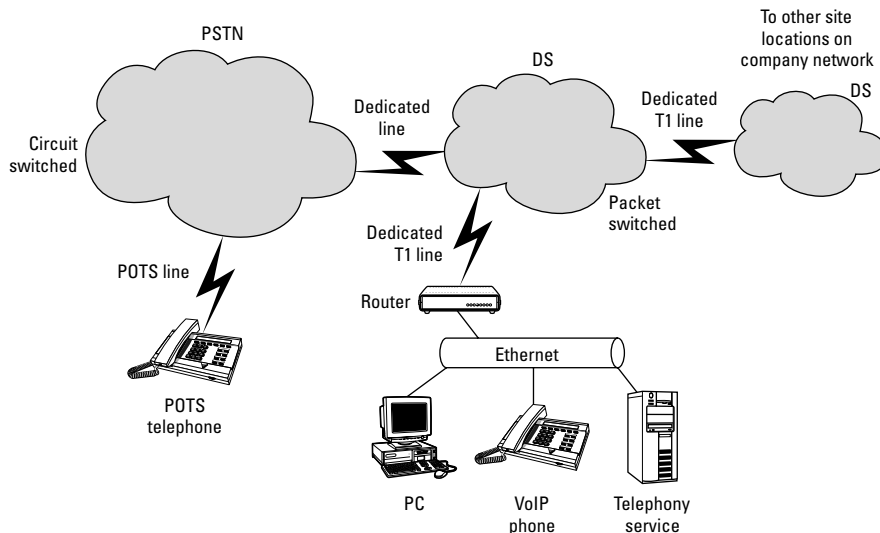 PSTN
DS
To other site
locations on
company network
DS
Dedicated
line
Dedicated
T1 line
Circuit
switched
Packet
switched
Dedicated
T1 line
POTS line
Router
Ethernet
POTS
telephone
PC
VoIP
phone
Telephony
service